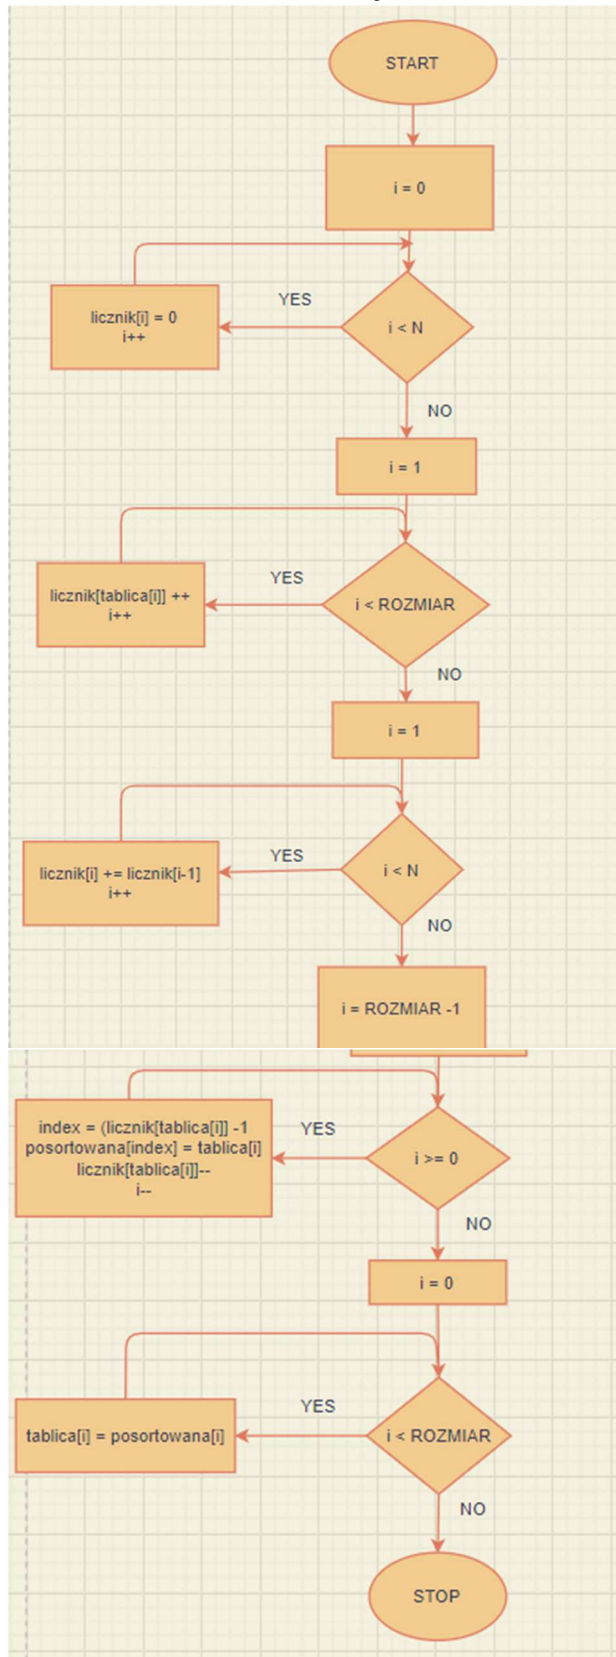 START
i = 0
YES
i < N
licznik[i] = 0
i++
NO
i = 1
YES
i < ROZMIAR
licznik[tablica[i]] ++
i++
NO
i = 1
YES
i < N
licznik[i] += licznik[i-1]
i++
NO
i = ROZMIAR -1
YES
i >= 0
index = (licznik[tablica[i]] -1
posortowana[index] = tablica[i]
licznik[tablica[i]]--
i--
NO
i = 0
YES
i < ROZMIAR
tablica[i] = posortowana[i]
NO
STOP